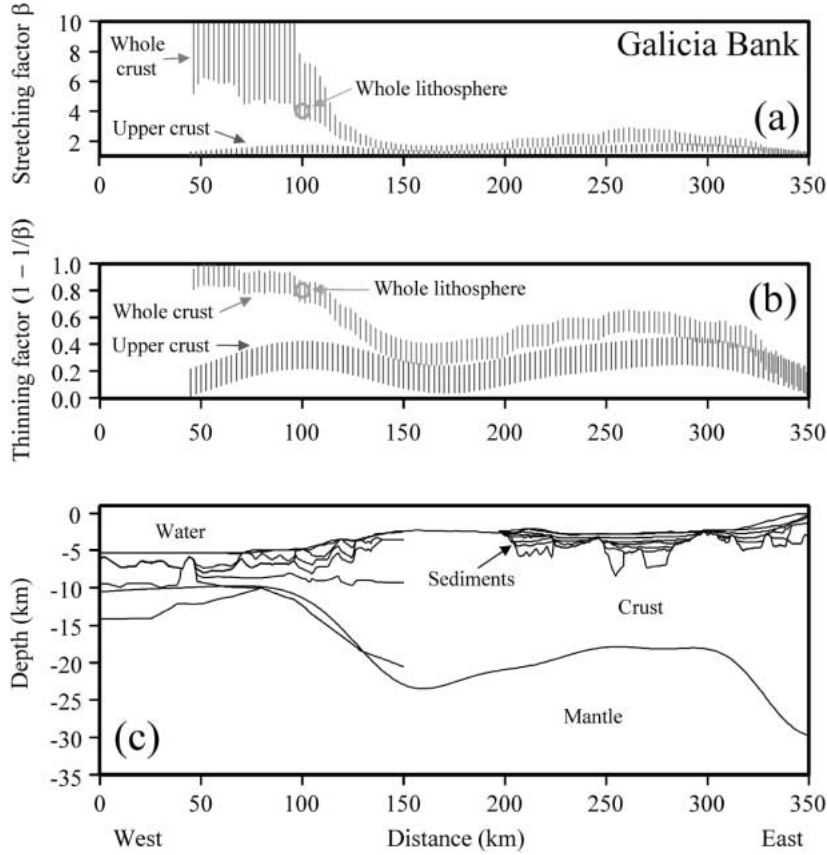 Galicia Bank
Stretching factor β
10
8
6
4
2
Whole
crust
Whole lithosphere
Upper crust
(a)
0 50 100 150 200 250 300 350
Thinning factor (1 − 1/β)
1.0
0.8
0.6
0.4
0.2
0.0
Whole lithosphere
Whole crust
Upper crust
(b)
0 50 100 150 200 250 300 350
Depth (km)
0
-5
-10
-15
-20
-25
-30
-35
Water
Sediments
Crust
Mantle
(c)
0 50 100 150 200 250 300 350
West Distance (km) East